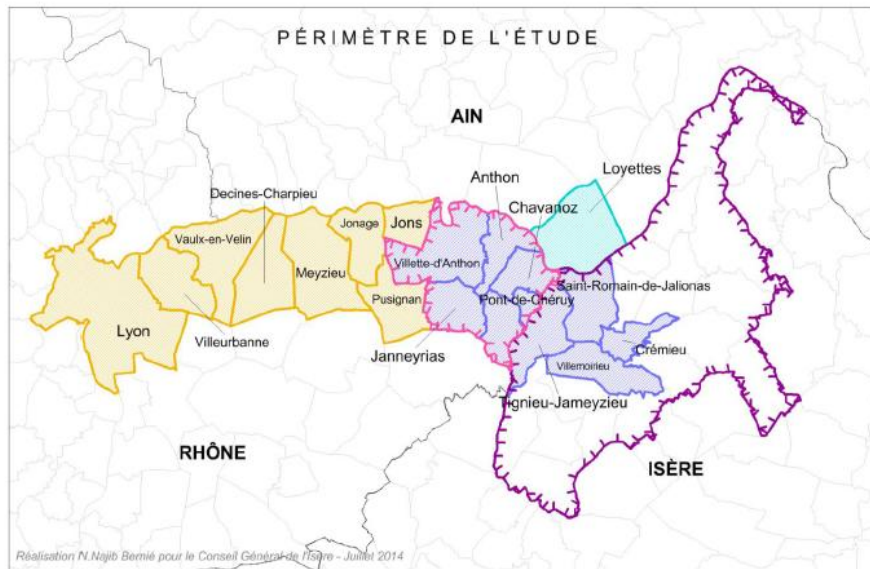 PÉRIMÈTRE DE L'ÉTUDE
AIN
Loyettes
Anthon
Decines-Charpieu
Chavanoz
Jonage
Jons
Vaulx-en-Velin
Villette-d'Anthon
Meyzieu
Saint-Romain-de-Jalionas
Pusignan
Pont-de-Chéruy
Lyon
Villeurbanne
Janneyrias
Crémieu
Villemoirieu
Tignieu-Jameyzieu
RHÔNE
ISÈRE
Réalisation N.Najib Bernié pour le Conseil Général de l'Isère - Juillet 2014